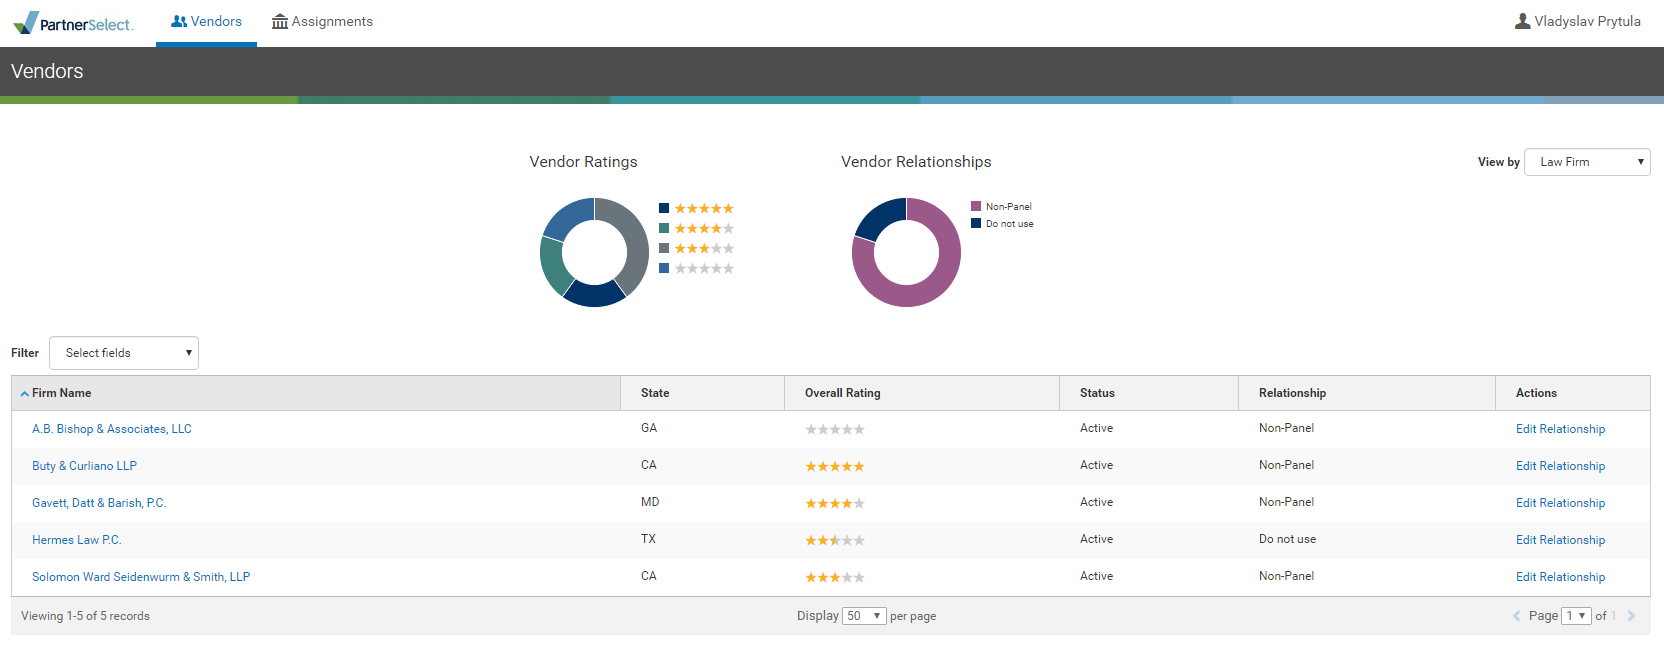 PartnerSelect. Vendors Assignments Vladyslav Prytula
Vendors
Vendor Ratings Vendor Relationships View by Law Firm
Non-Panel
Do not use
Filter Select fields
Firm Name State Overall Rating Status Relationship Actions
A.B. Bishop & Associates, LLC GA Active Non-Panel Edit Relationship
Buty & Curliano LLP CA Active Non-Panel Edit Relationship
Gavett, Datt & Barish, P.C. MD Active Non-Panel Edit Relationship
Hermes Law P.C. TX Active Do not use Edit Relationship
Solomon Ward Seidenwurm & Smith, LLP CA Active Non-Panel Edit Relationship
Viewing 1-5 of 5 records Display 50 per page Page 1 of 1